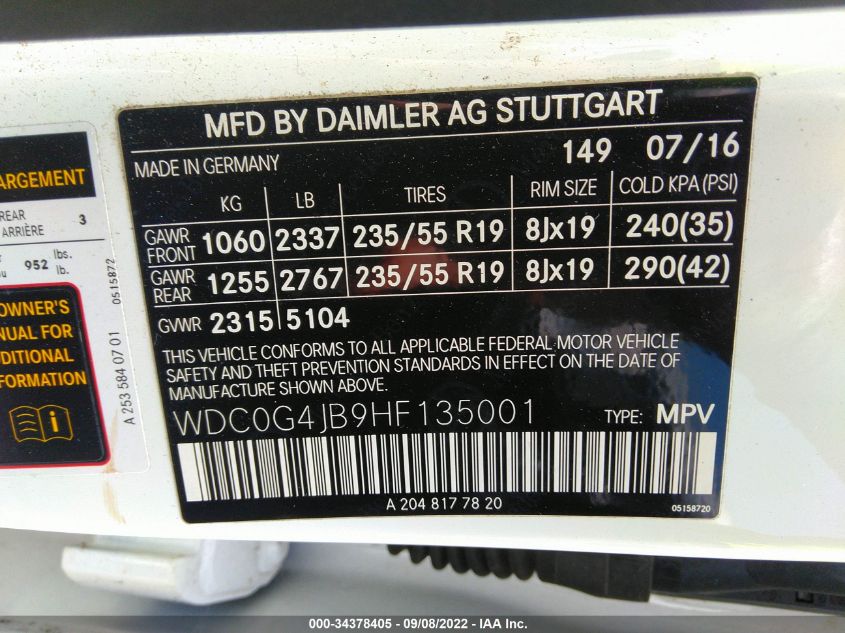 MFD BY DAIMLER AG STUTTGART
MADE IN GERMANY 149 07/16
KG LB TIRES RIM SIZE COLD KPA(PSI)
GAWR FRONT 1060 2337 235/55 R19 8Jx19 240(35)
GAWR REAR 1255 2767 235/55 R19 8Jx19 290(42)
GVWR 2315 5104
THIS VEHICLE CONFORMS TO ALL APPLICABLE FEDERAL MOTOR VEHICLE
SAFETY AND THEFT PREVENTION STANDARDS IN EFFECT ON THE DATE OF
MANUFACTURE SHOWN ABOVE.
WDC0G4JB9HF135001 TYPE: MPV
A 204 817 78 20
05158720
ARGEMENT
REAR
ARRIÈRE 3
952 lbs.
lb.
OWNER'S
NUAL FOR
DITIONAL
FORMATION
A 253 584 07 01 0515872
000-34378405 - 09/08/2022 - IAA Inc.